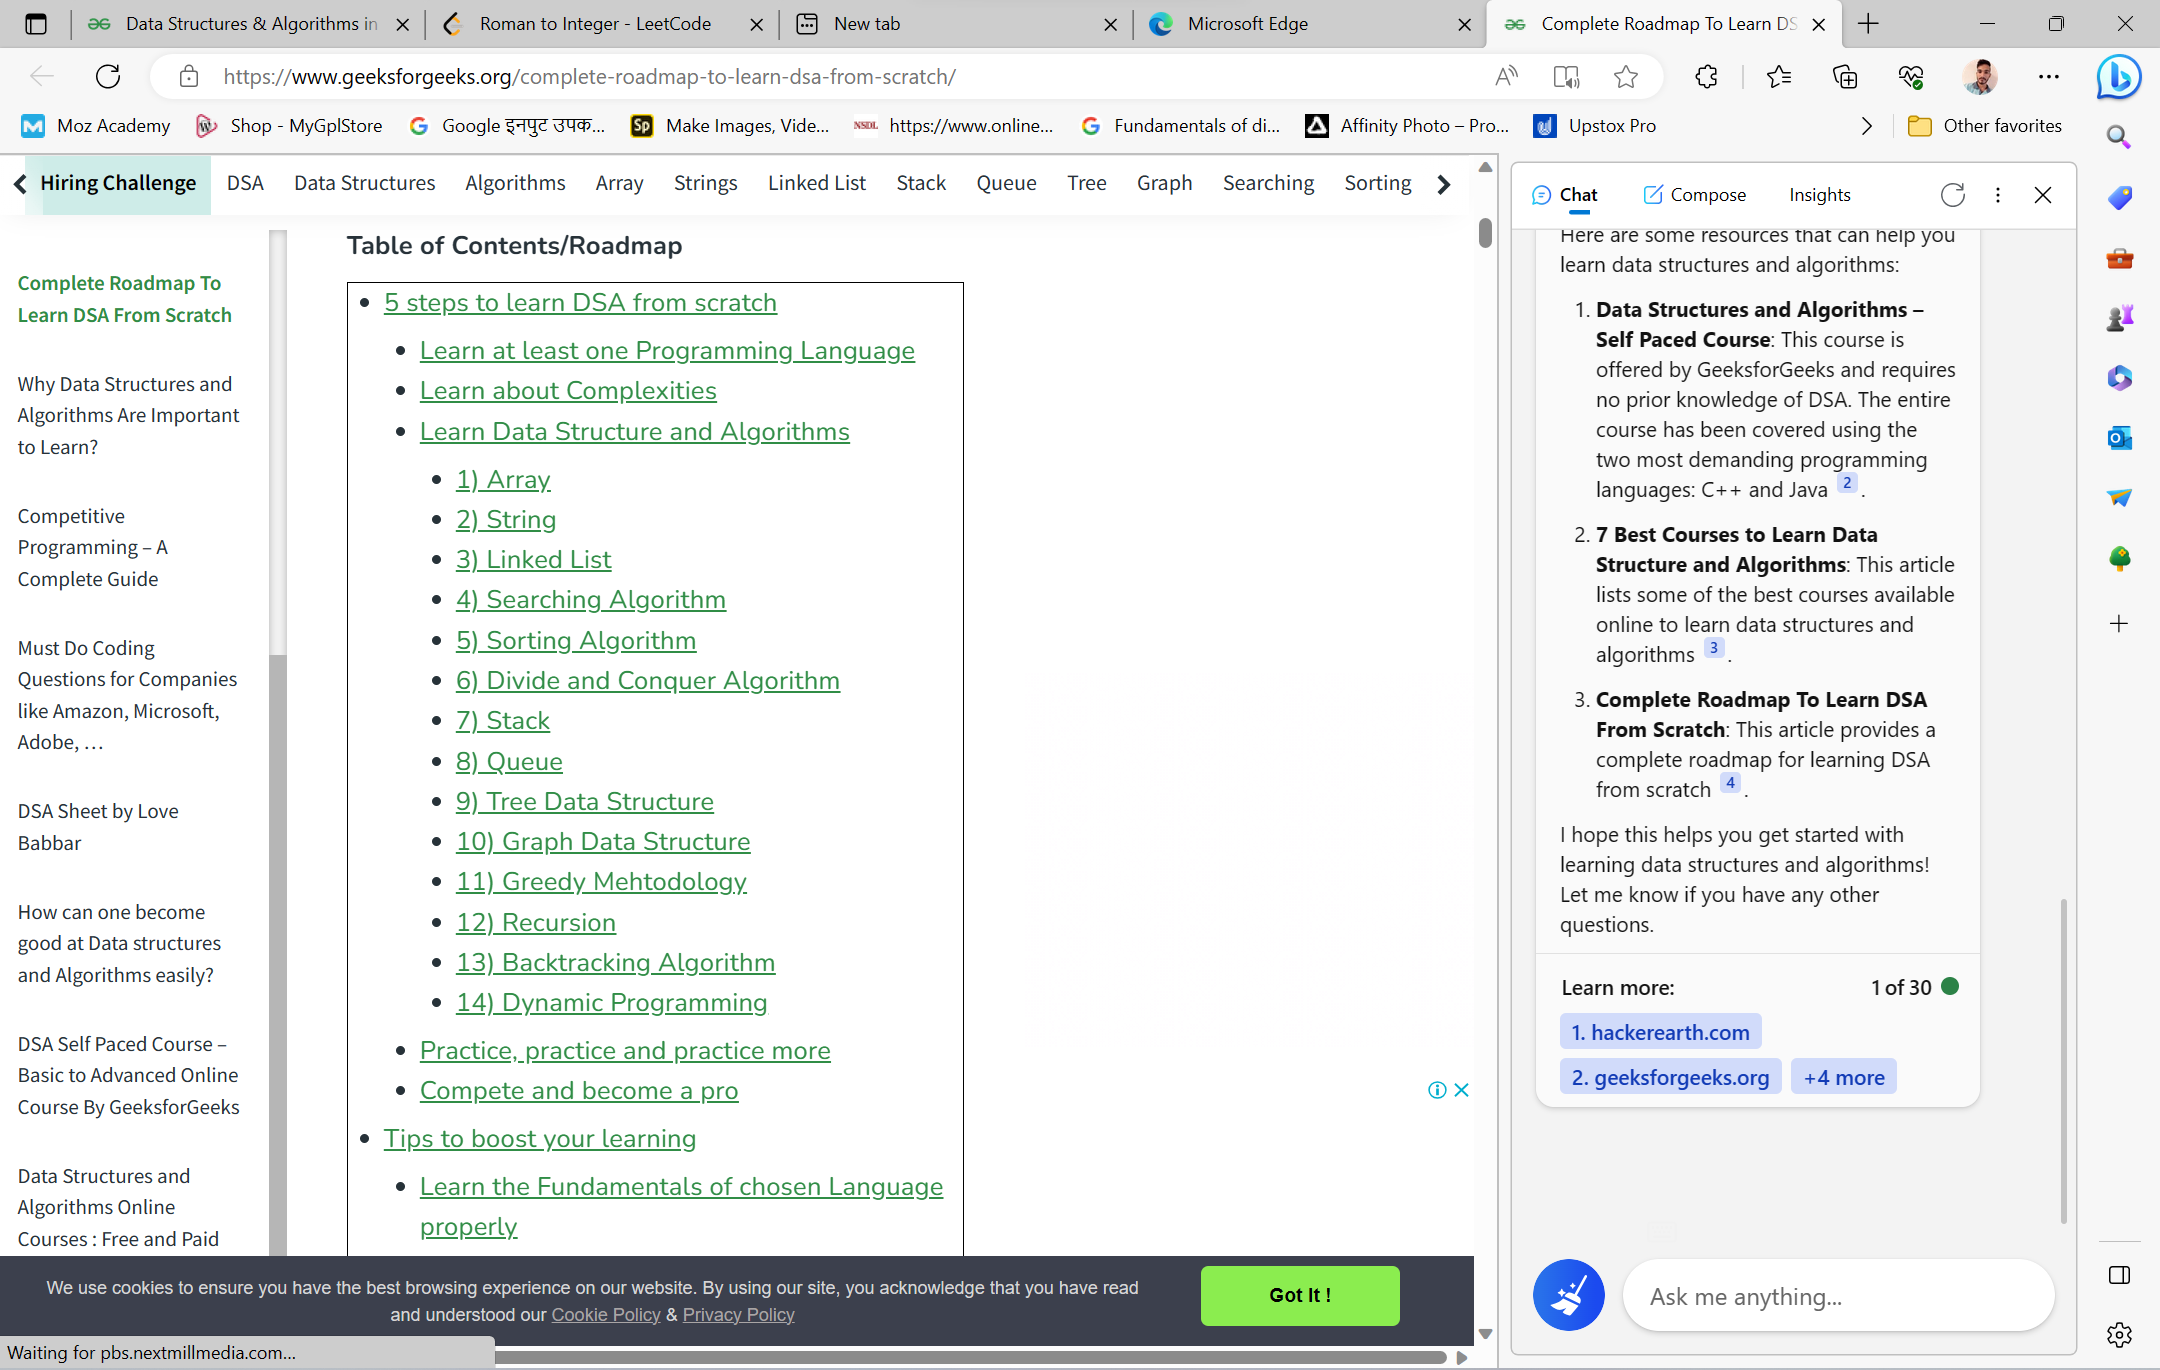 Data Structures & Algorithms in
Roman to Integer - LeetCode
New tab
Microsoft Edge
Complete Roadmap To Learn DS
https://www.geeksforgeeks.org/complete-roadmap-to-learn-dsa-from-scratch/
Moz Academy
Shop - MyGplStore
Google इनपुट उपक...
Sp Make Images, Vide...
NSDL https://www.online...
Fundamentals of di...
Affinity Photo – Pro...
Upstox Pro
Other favorites
Hiring Challenge
DSA
Data Structures
Algorithms
Array
Strings
Linked List
Stack
Queue
Tree
Graph
Searching
Sorting
Complete Roadmap To
Learn DSA From Scratch
Why Data Structures and
Algorithms Are Important
to Learn?
Competitive
Programming – A
Complete Guide
Must Do Coding
Questions for Companies
like Amazon, Microsoft,
Adobe, …
DSA Sheet by Love
Babbar
How can one become
good at Data structures
and Algorithms easily?
DSA Self Paced Course –
Basic to Advanced Online
Course By GeeksforGeeks
Data Structures and
Algorithms Online
Courses : Free and Paid
Table of Contents/Roadmap
5 steps to learn DSA from scratch
Learn at least one Programming Language
Learn about Complexities
Learn Data Structure and Algorithms
1) Array
2) String
3) Linked List
4) Searching Algorithm
5) Sorting Algorithm
6) Divide and Conquer Algorithm
7) Stack
8) Queue
9) Tree Data Structure
10) Graph Data Structure
11) Greedy Mehtodology
12) Recursion
13) Backtracking Algorithm
14) Dynamic Programming
Practice, practice and practice more
Compete and become a pro
Tips to boost your learning
Learn the Fundamentals of chosen Language
properly
We use cookies to ensure you have the best browsing experience on our website. By using our site, you acknowledge that you have read
and understood our Cookie Policy & Privacy Policy
Got It !
Waiting for pbs.nextmillmedia.com...
Chat
Compose
Insights
Here are some resources that can help you
learn data structures and algorithms:
1. Data Structures and Algorithms –
Self Paced Course: This course is
offered by GeeksforGeeks and requires
no prior knowledge of DSA. The entire
course has been covered using the
two most demanding programming
languages: C++ and Java 2 .
2. 7 Best Courses to Learn Data
Structure and Algorithms: This article
lists some of the best courses available
online to learn data structures and
algorithms 3 .
3. Complete Roadmap To Learn DSA
From Scratch: This article provides a
complete roadmap for learning DSA
from scratch 4 .
I hope this helps you get started with
learning data structures and algorithms!
Let me know if you have any other
questions.
Learn more:
1 of 30
1. hackerearth.com
2. geeksforgeeks.org
+4 more
Ask me anything...